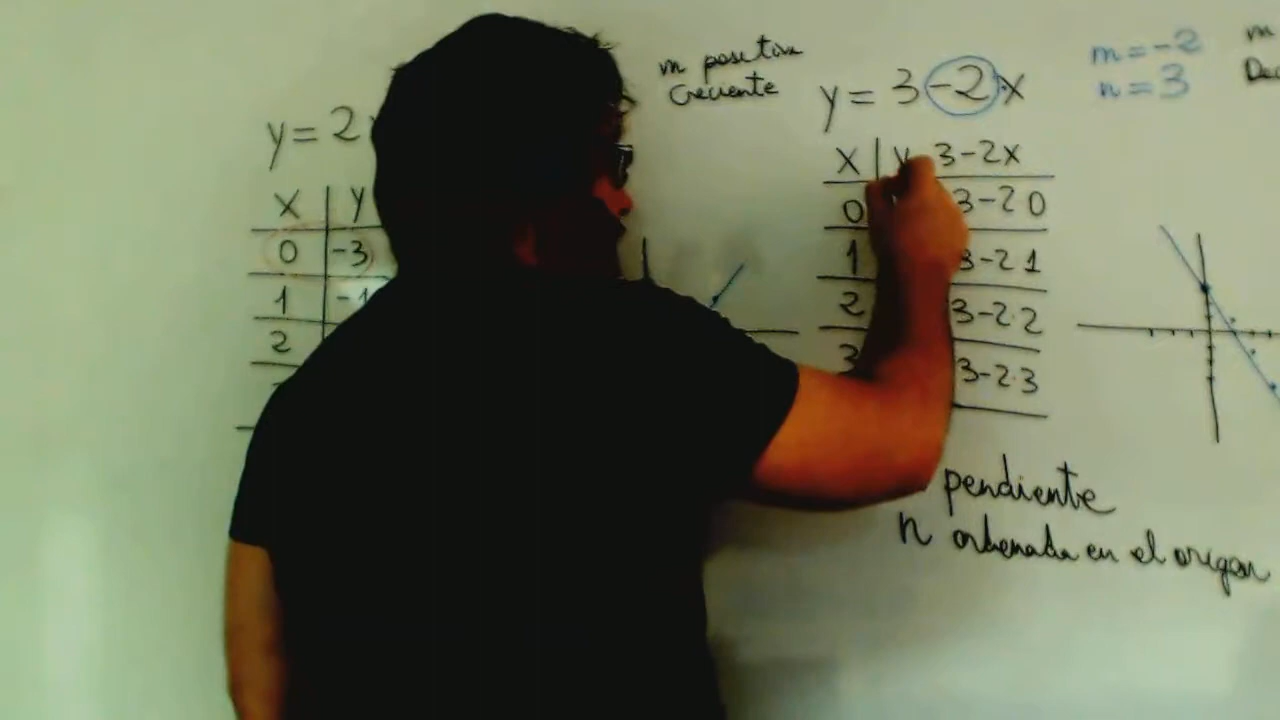 y = 2
x | y
0 | -3
1 | -1
2
m positiva
Creciente
y = 3 - 2x
x | y 3 - 2x
0 3 - 2 0
1 3 - 2 1
2 3 - 2·2
3 3 - 2·3
m = -2
n = 3
m
pendiente
n ordenada en el origen